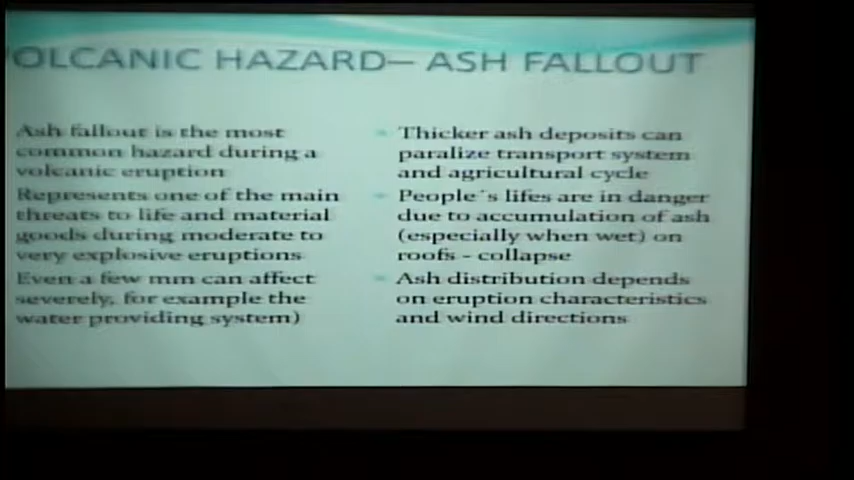 VOLCANIC HAZARD– ASH FALLOUT
Ash fallout is the most
common hazard during a
volcanic eruption
Represents one of the main
threats to life and material
goods during moderate to
very explosive eruptions
Even a few mm can affect
severely, for example the
water providing system)
Thicker ash deposits can
paralize transport system
and agricultural cycle
People´s lifes are in danger
due to accumulation of ash
(especially when wet) on
roofs - collapse
Ash distribution depends
on eruption characteristics
and wind directions